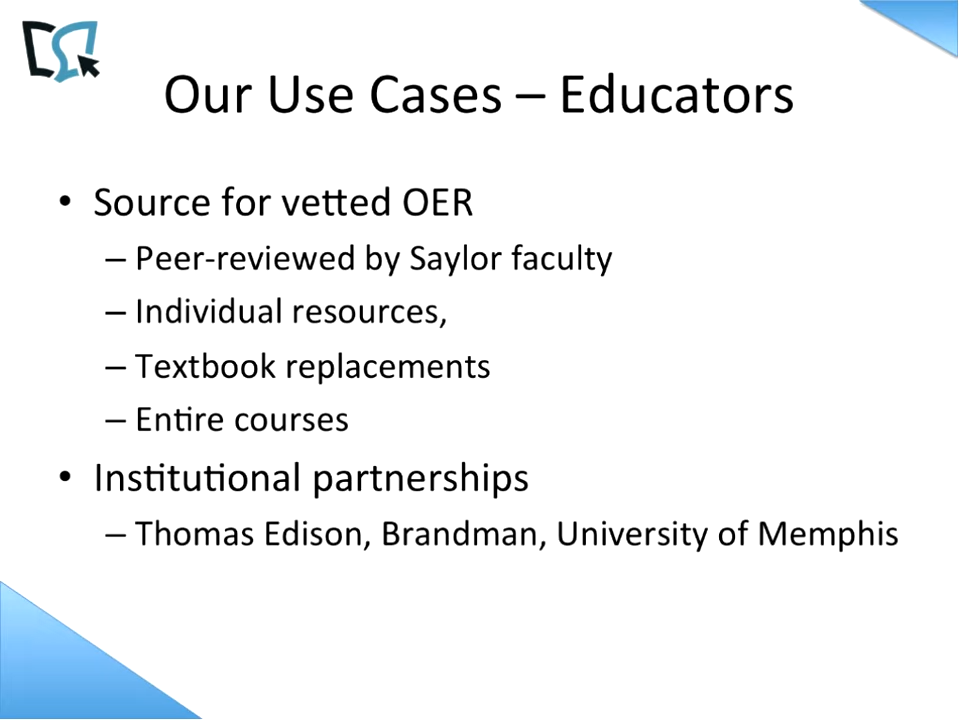 Our Use Cases – Educators
• Source for vetted OER
– Peer-reviewed by Saylor faculty
– Individual resources,
– Textbook replacements
– Entire courses
• Institutional partnerships
– Thomas Edison, Brandman, University of Memphis